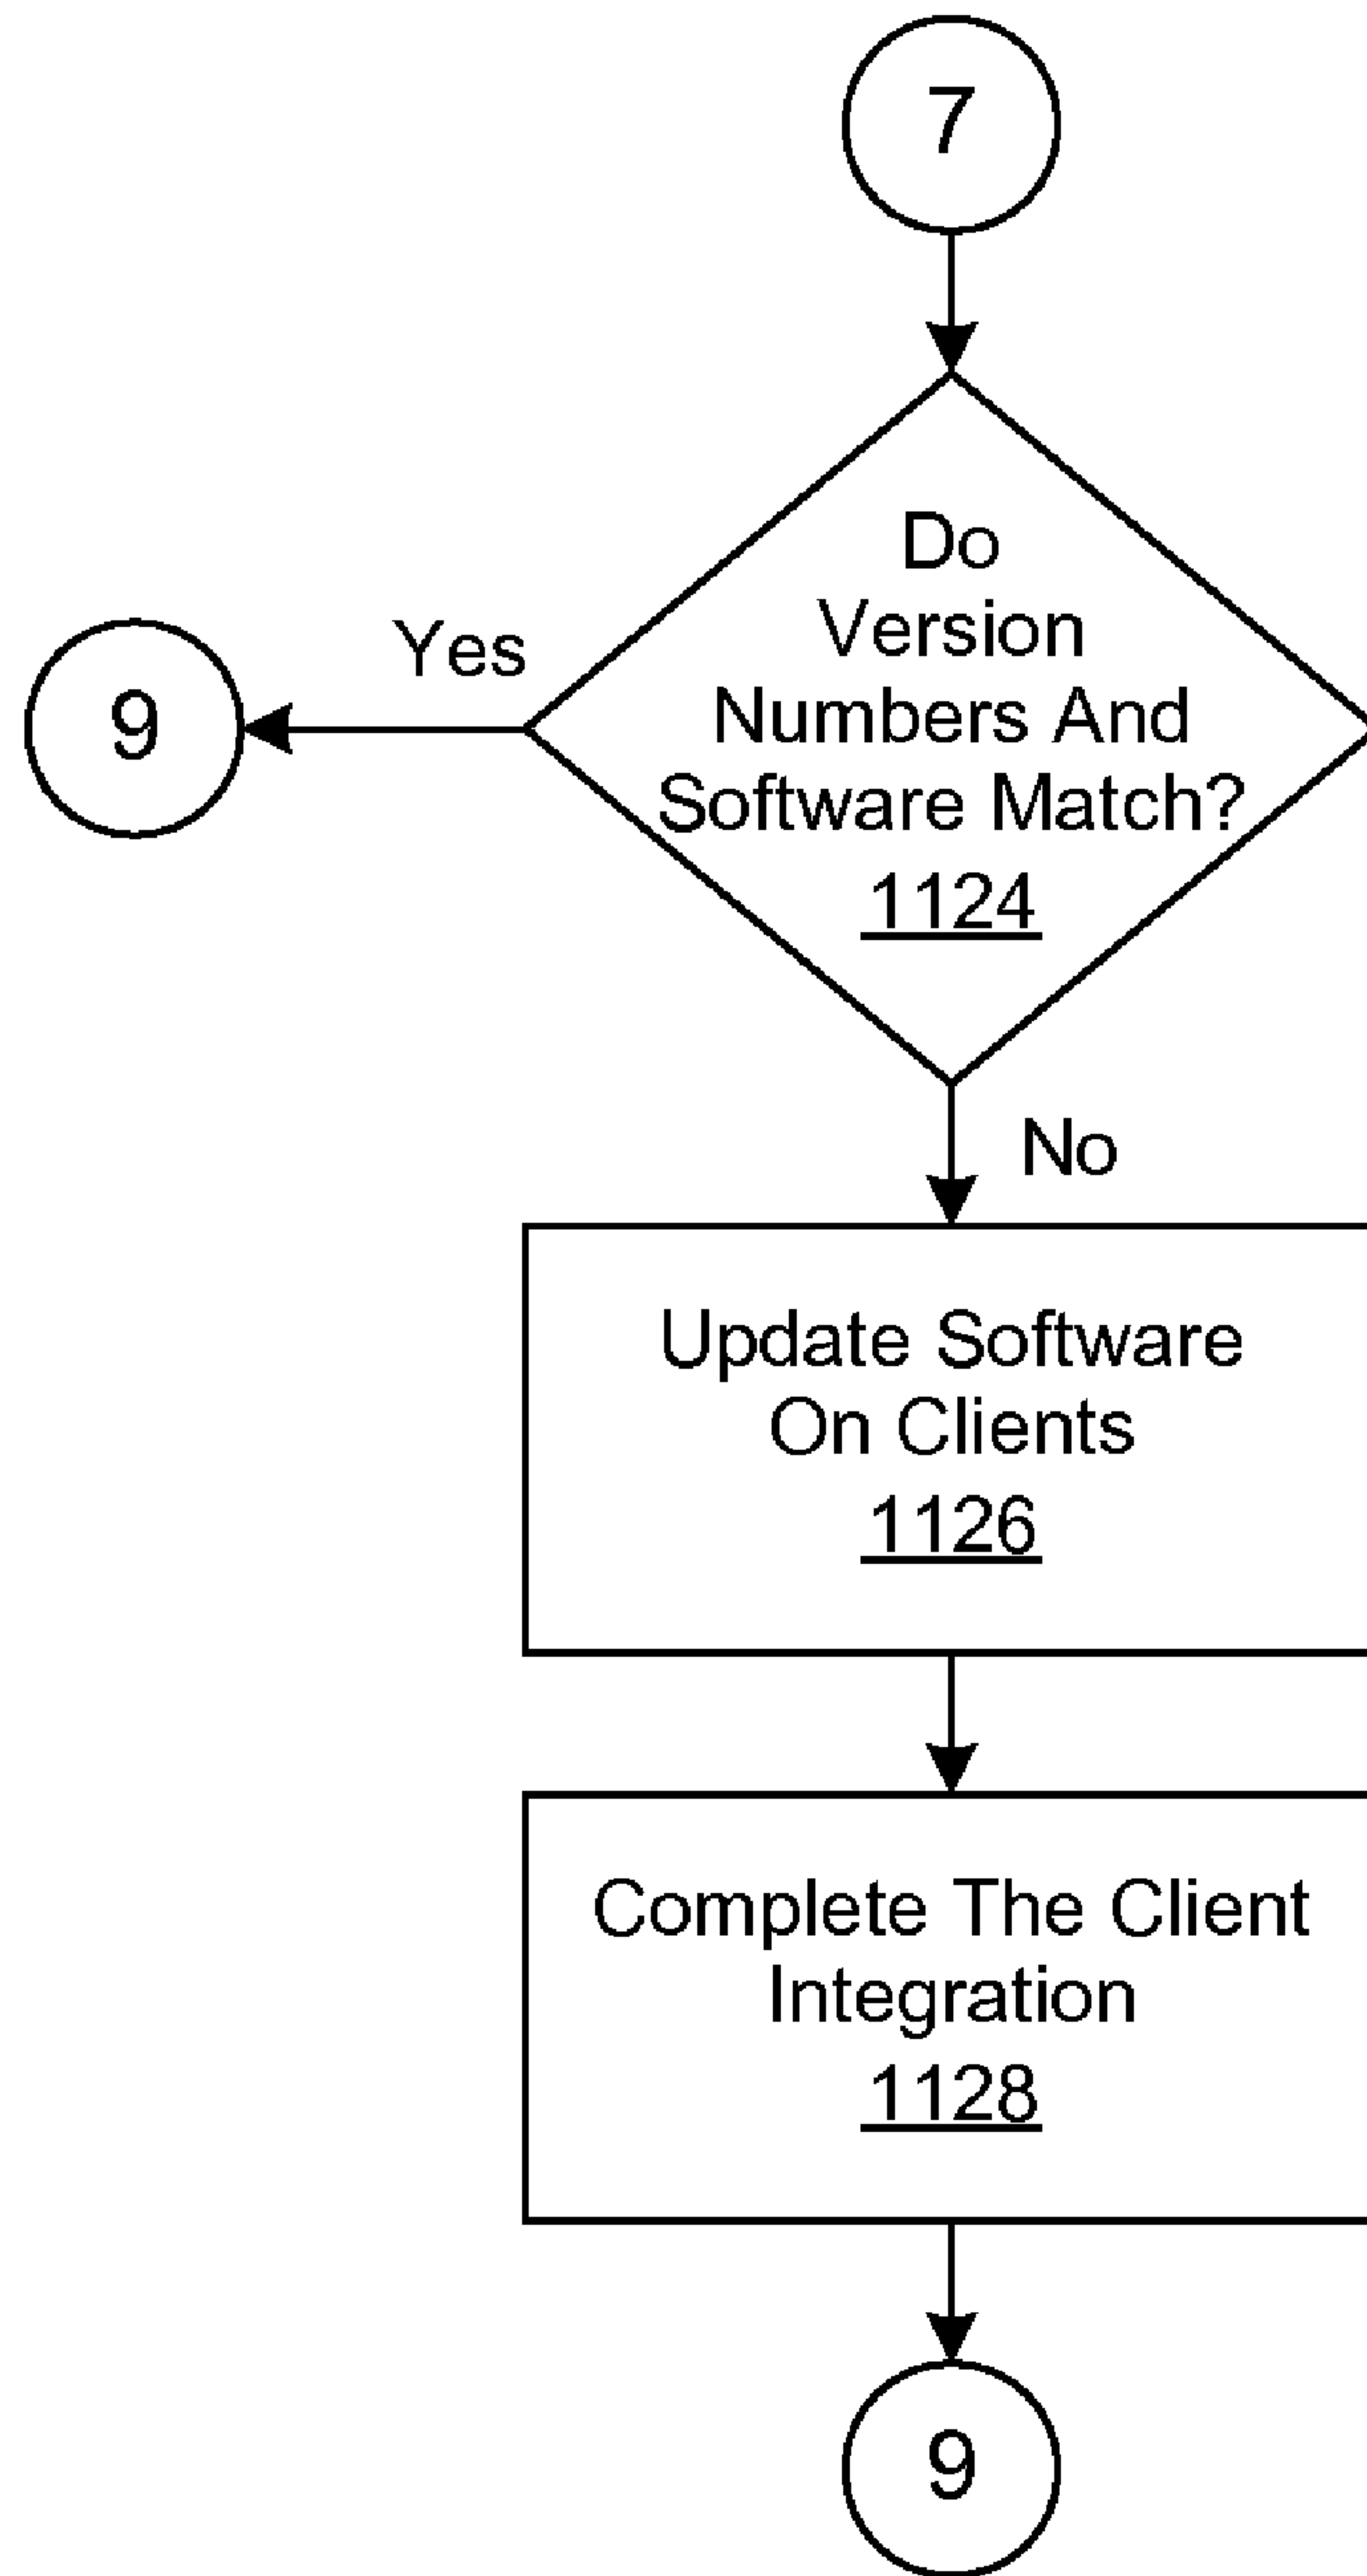 7
Do
Version
Numbers And
Software Match?
1124
Yes
9
No
Update Software
On Clients
1126
Complete The Client
Integration
1128
9